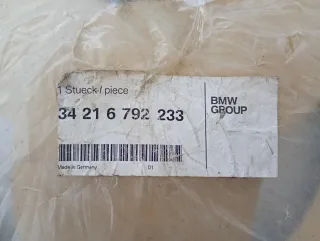 1 Stueck / piece
34 21 6 792 233
BMW
GROUP
Made in Germany 01